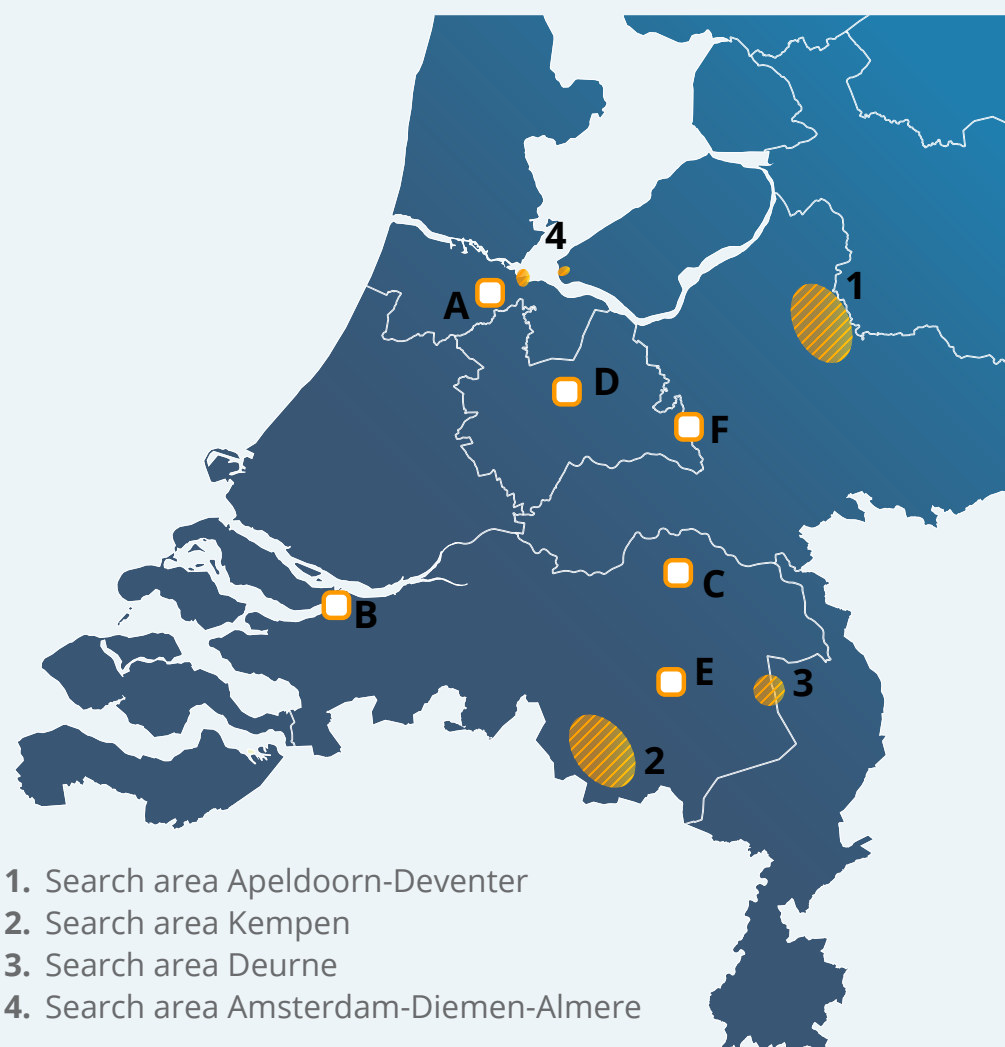 4
1
A
D
F
C
B
E
3
2
1. Search area Apeldoorn-Deventer
2. Search area Kempen
3. Search area Deurne
4. Search area Amsterdam-Diemen-Almere